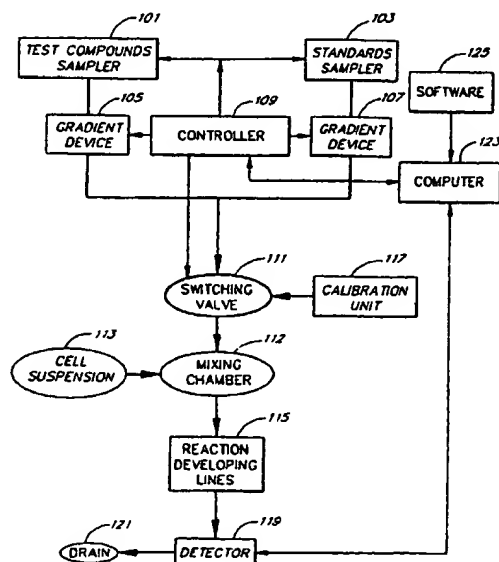 101
TEST COMPOUNDS
SAMPLER
103
STANDARDS
SAMPLER
125
SOFTWARE
105
GRADIENT
DEVICE
109
CONTROLLER
107
GRADIENT
DEVICE
123
COMPUTER
111
SWITCHING
VALVE
117
CALIBRATION
UNIT
113
CELL
SUSPENSION
112
MIXING
CHAMBER
115
REACTION
DEVELOPING
LINES
121
DRAIN
119
DETECTOR